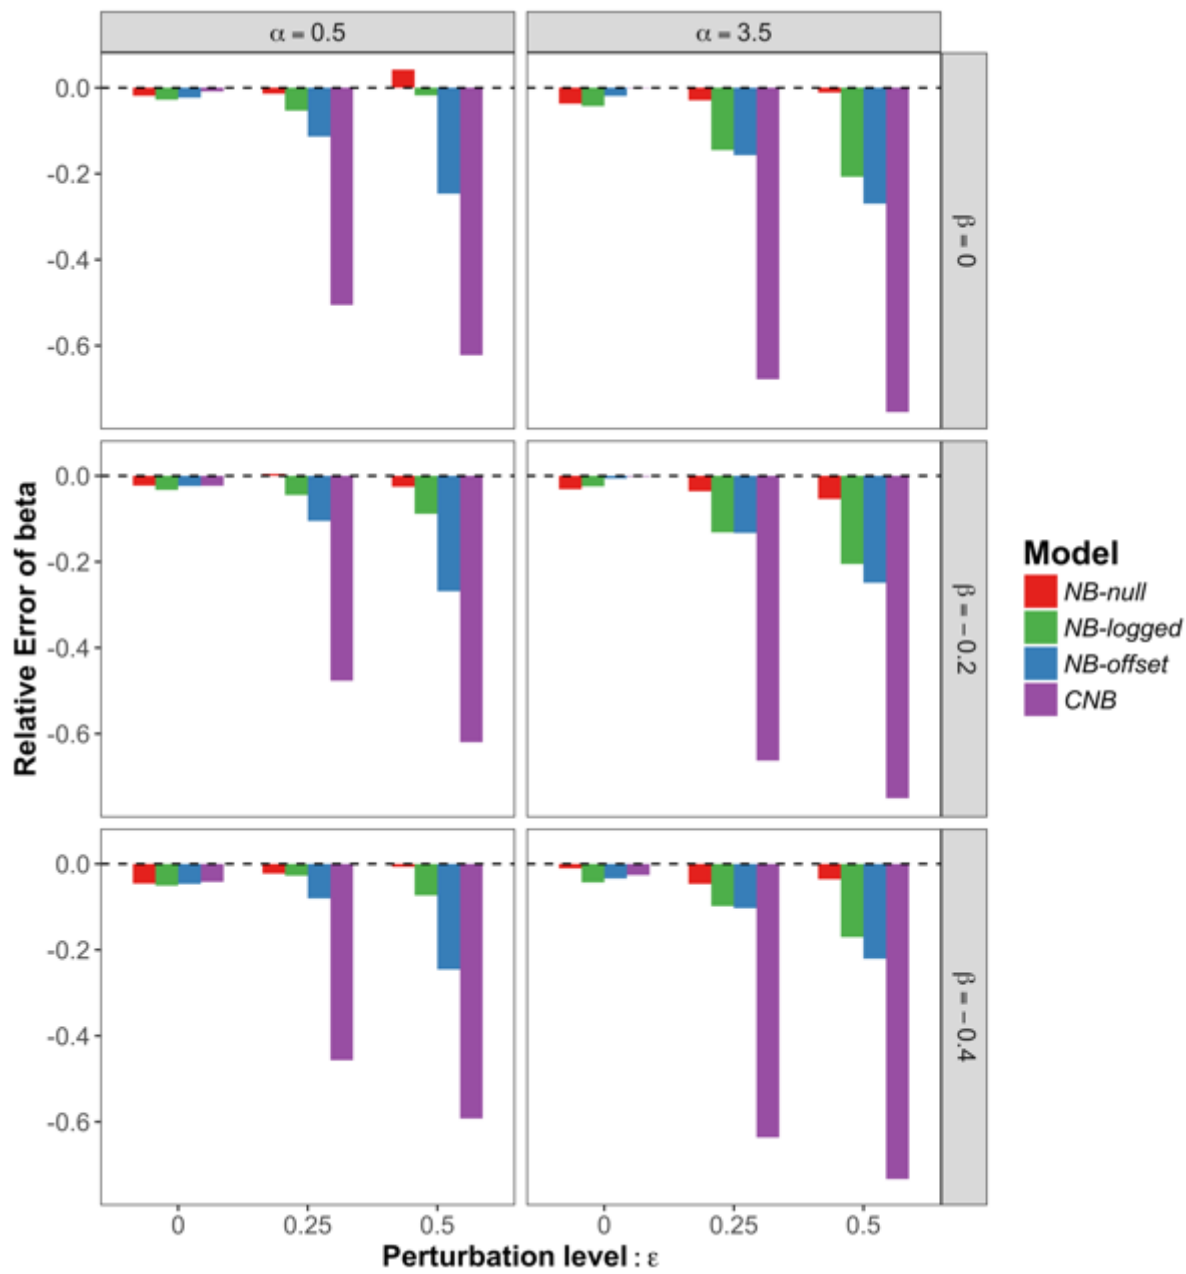 α = 0.5
α = 3.5
0.0
-0.2
-0.4
-0.6
β = 0
0.0
-0.2
-0.4
-0.6
β = -0.2
0.0
-0.2
-0.4
-0.6
β = -0.4
Relative Error of beta
0 0.25 0.5
0 0.25 0.5
Perturbation level : ε
Model
NB-null
NB-logged
NB-offset
CNB